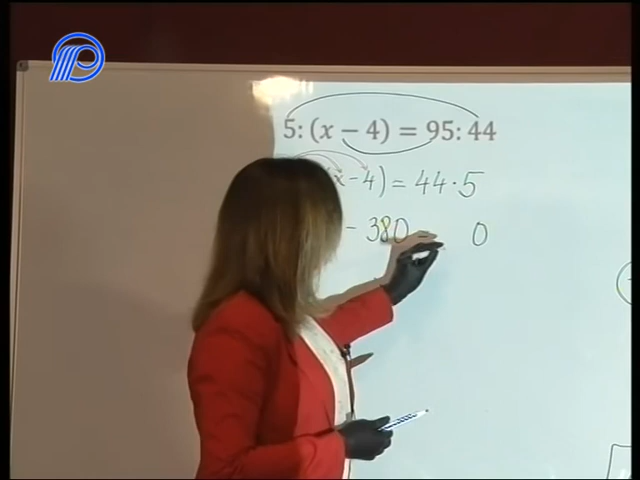 5: (x − 4) = 95: 44
x - 4) = 44 · 5
- 380 = 0